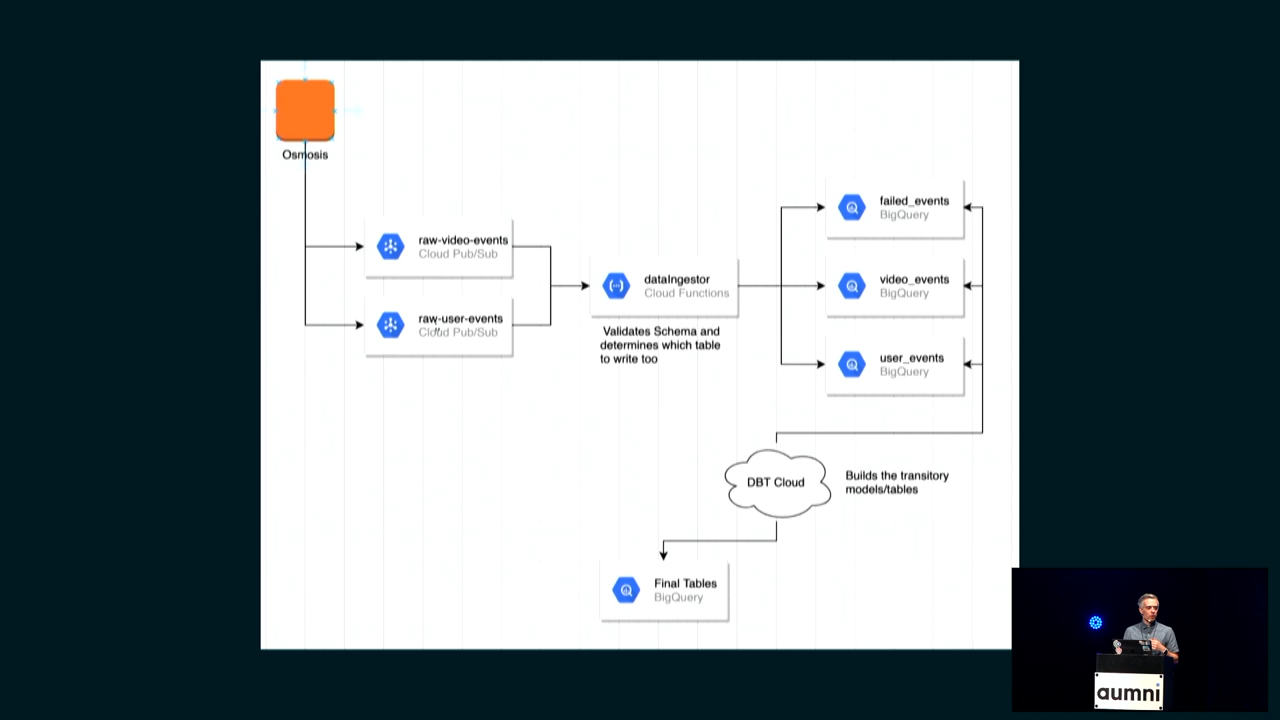 Osmosis
raw-video-events
Cloud Pub/Sub
raw-user-events
Cloud Pub/Sub
dataIngestor
Cloud Functions
Validates Schema and
determines which table
to write too
failed_events
BigQuery
video_events
BigQuery
user_events
BigQuery
DBT Cloud
Builds the transitory
models/tables
Final Tables
BigQuery
aumni